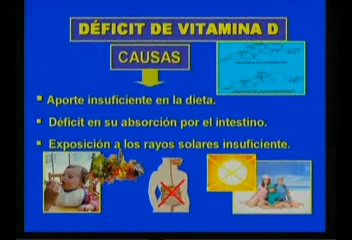 DÉFICIT DE VITAMINA D
CAUSAS
Aporte insuficiente en la dieta.
Déficit en su absorción por el intestino.
Exposición a los rayos solares insuficiente.